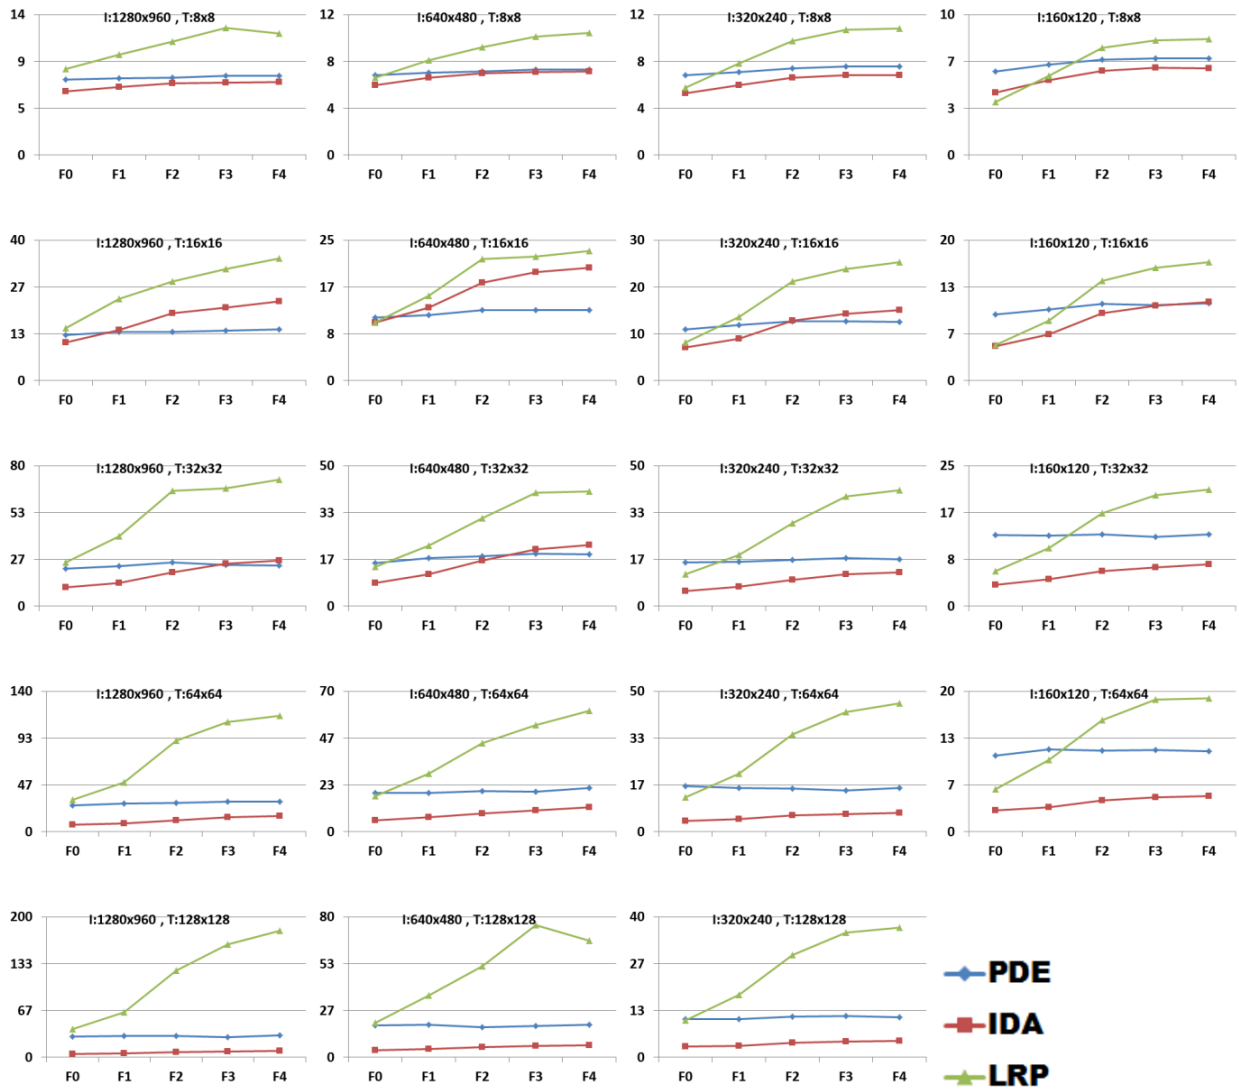 I:1280x960 , T:8x8
14
9
5
0
F0 F1 F2 F3 F4
I:640x480 , T:8x8
12
8
4
0
F0 F1 F2 F3 F4
I:320x240 , T:8x8
12
8
4
0
F0 F1 F2 F3 F4
I:160x120 , T:8x8
10
7
3
0
F0 F1 F2 F3 F4
I:1280x960 , T:16x16
40
27
13
0
F0 F1 F2 F3 F4
I:640x480 , T:16x16
25
17
8
0
F0 F1 F2 F3 F4
I:320x240 , T:16x16
30
20
10
0
F0 F1 F2 F3 F4
I:160x120 , T:16x16
20
13
7
0
F0 F1 F2 F3 F4
I:1280x960 , T:32x32
80
53
27
0
F0 F1 F2 F3 F4
I:640x480 , T:32x32
50
33
17
0
F0 F1 F2 F3 F4
I:320x240 , T:32x32
50
33
17
0
F0 F1 F2 F3 F4
I:160x120 , T:32x32
25
17
8
0
F0 F1 F2 F3 F4
I:1280x960 , T:64x64
140
93
47
0
F0 F1 F2 F3 F4
I:640x480 , T:64x64
70
47
23
0
F0 F1 F2 F3 F4
I:320x240 , T:64x64
50
33
17
0
F0 F1 F2 F3 F4
I:160x120 , T:64x64
20
13
7
0
F0 F1 F2 F3 F4
I:1280x960 , T:128x128
200
133
67
0
F0 F1 F2 F3 F4
I:640x480 , T:128x128
80
53
27
0
F0 F1 F2 F3 F4
I:320x240 , T:128x128
40
27
13
0
F0 F1 F2 F3 F4
PDE
IDA
LRP